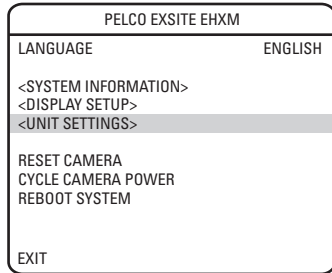 PELCO EXSITE EHXM
LANGUAGE ENGLISH
<SYSTEM INFORMATION>
<DISPLAY SETUP>
<UNIT SETTINGS>
RESET CAMERA
CYCLE CAMERA POWER
REBOOT SYSTEM
EXIT